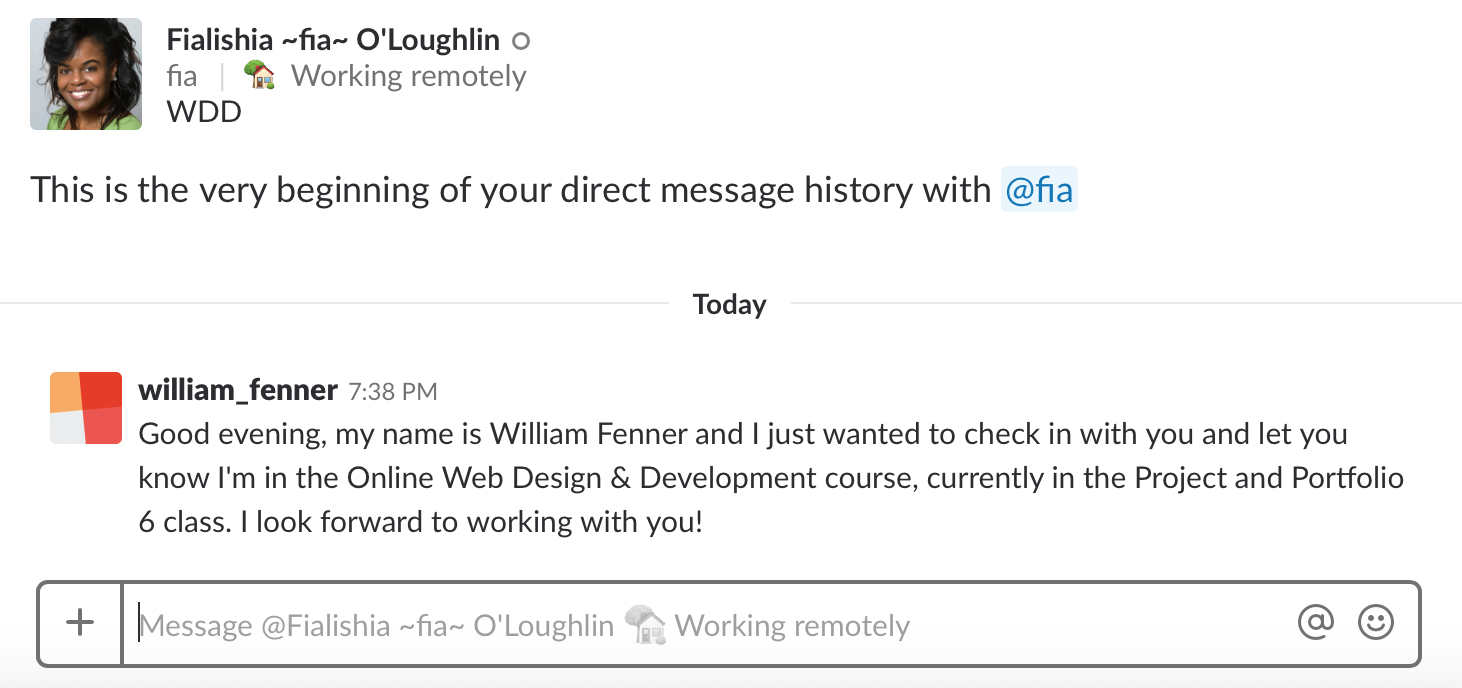 Fialishia ~fia~ O'Loughlin
fia | Working remotely
WDD
This is the very beginning of your direct message history with @fia
Today
william_fenner 7:38 PM
Good evening, my name is William Fenner and I just wanted to check in with you and let you
know I'm in the Online Web Design & Development course, currently in the Project and Portfolio
6 class. I look forward to working with you!
+ Message @Fialishia ~fia~ O'Loughlin Working remotely @